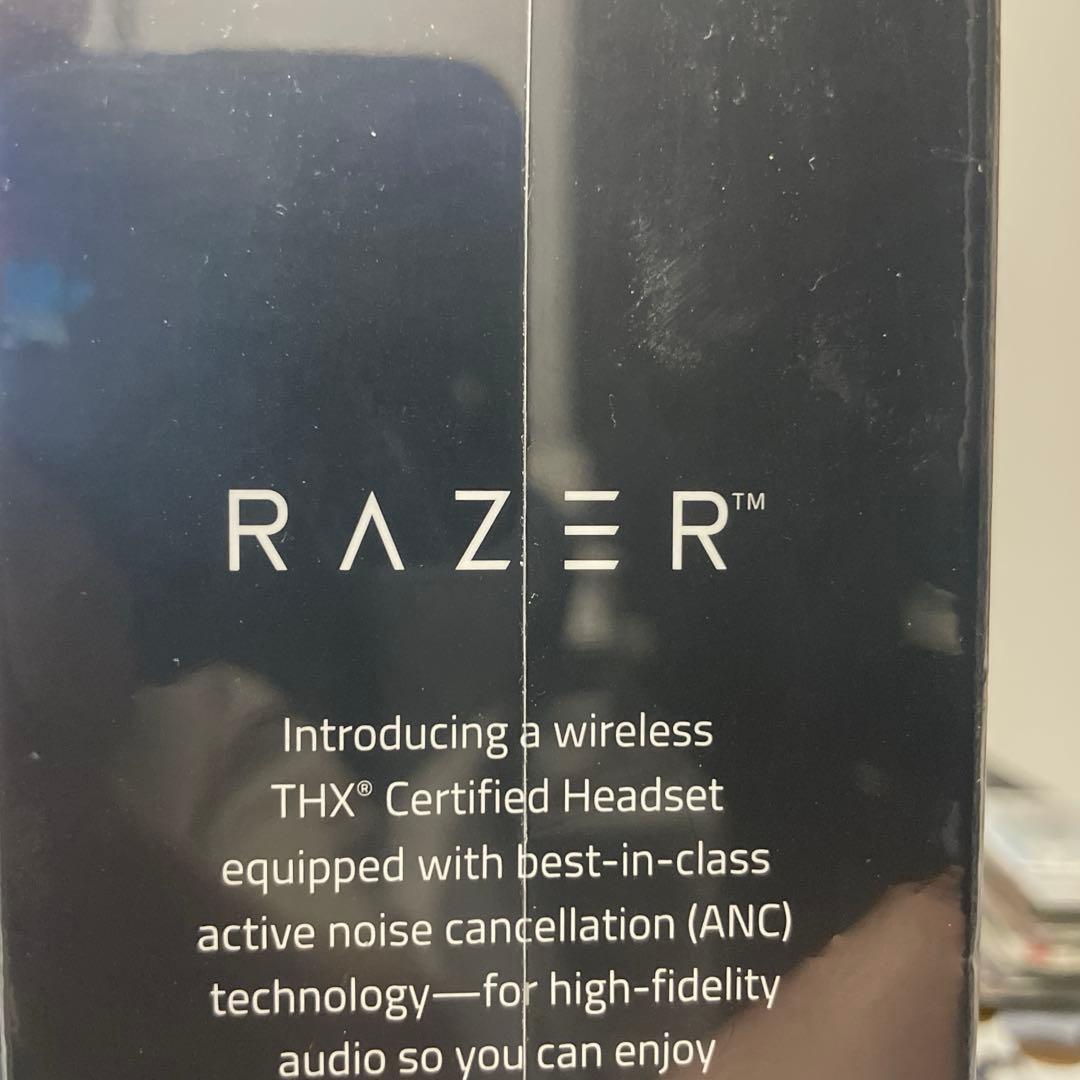 RAZER™
Introducing a wireless
THX® Certified Headset
equipped with best-in-class
active noise cancellation (ANC)
technology—for high-fidelity
audio so you can enjoy